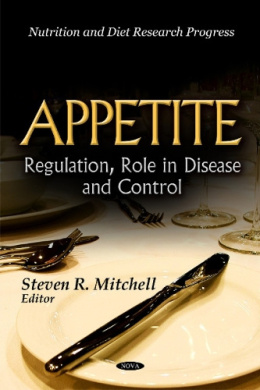 Nutrition and Diet Research Progress
APPETITE
Regulation, Role in Disease
and Control
Steven R. Mitchell
Editor
NOVA